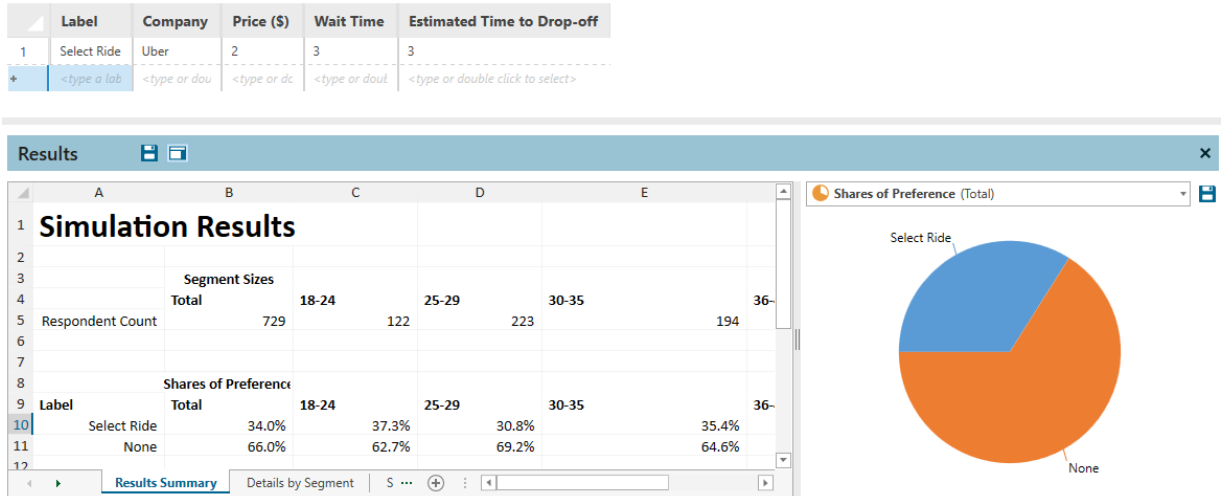 Label Company Price ($) Wait Time Estimated Time to Drop-off
1 Select Ride Uber 2 3 3
+ <type a lab <type or dou <type or dc <type or doul <type or double click to select>
Results
A B C D E
1 Simulation Results
2
3 Segment Sizes
4 Total 18-24 25-29 30-35 36-
5 Respondent Count 729 122 223 194
6
7
8 Shares of Preference
9 Label Total 18-24 25-29 30-35 36-
10 Select Ride 34.0% 37.3% 30.8% 35.4%
11 None 66.0% 62.7% 69.2% 64.6%
12
Results Summary Details by Segment S ...
Shares of Preference (Total)
Select Ride
None